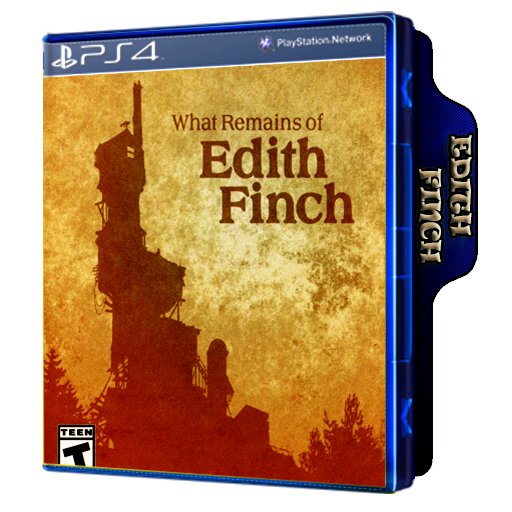 PS4
PlayStation.Network
What Remains of
Edith
Finch
TEEN
T
EDITH
FINCH